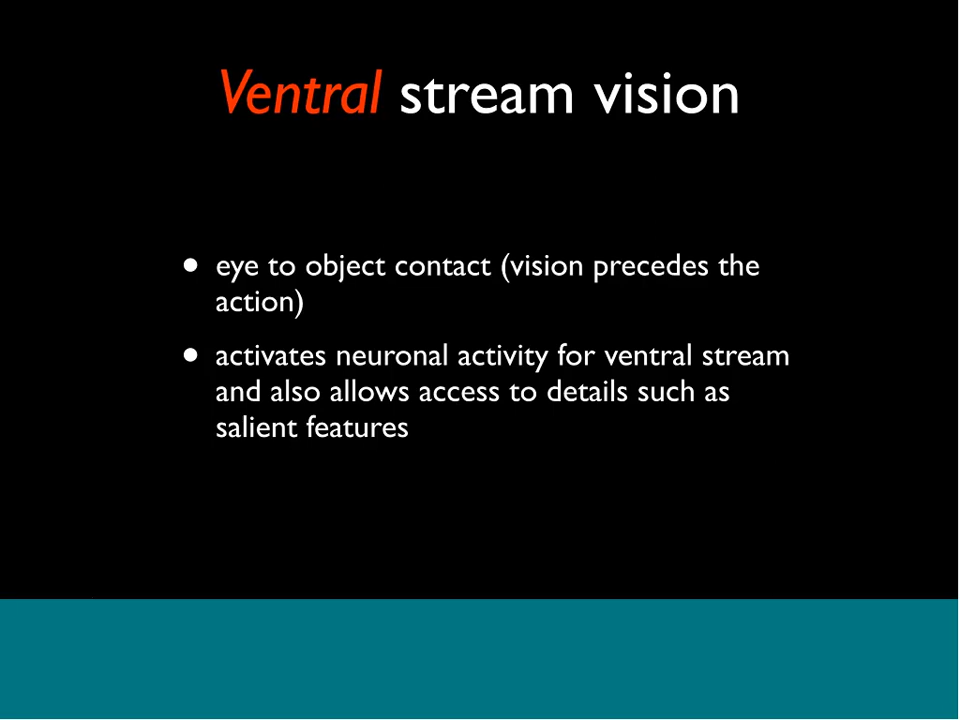 Ventral stream vision
• eye to object contact (vision precedes the
action)
• activates neuronal activity for ventral stream
and also allows access to details such as
salient features